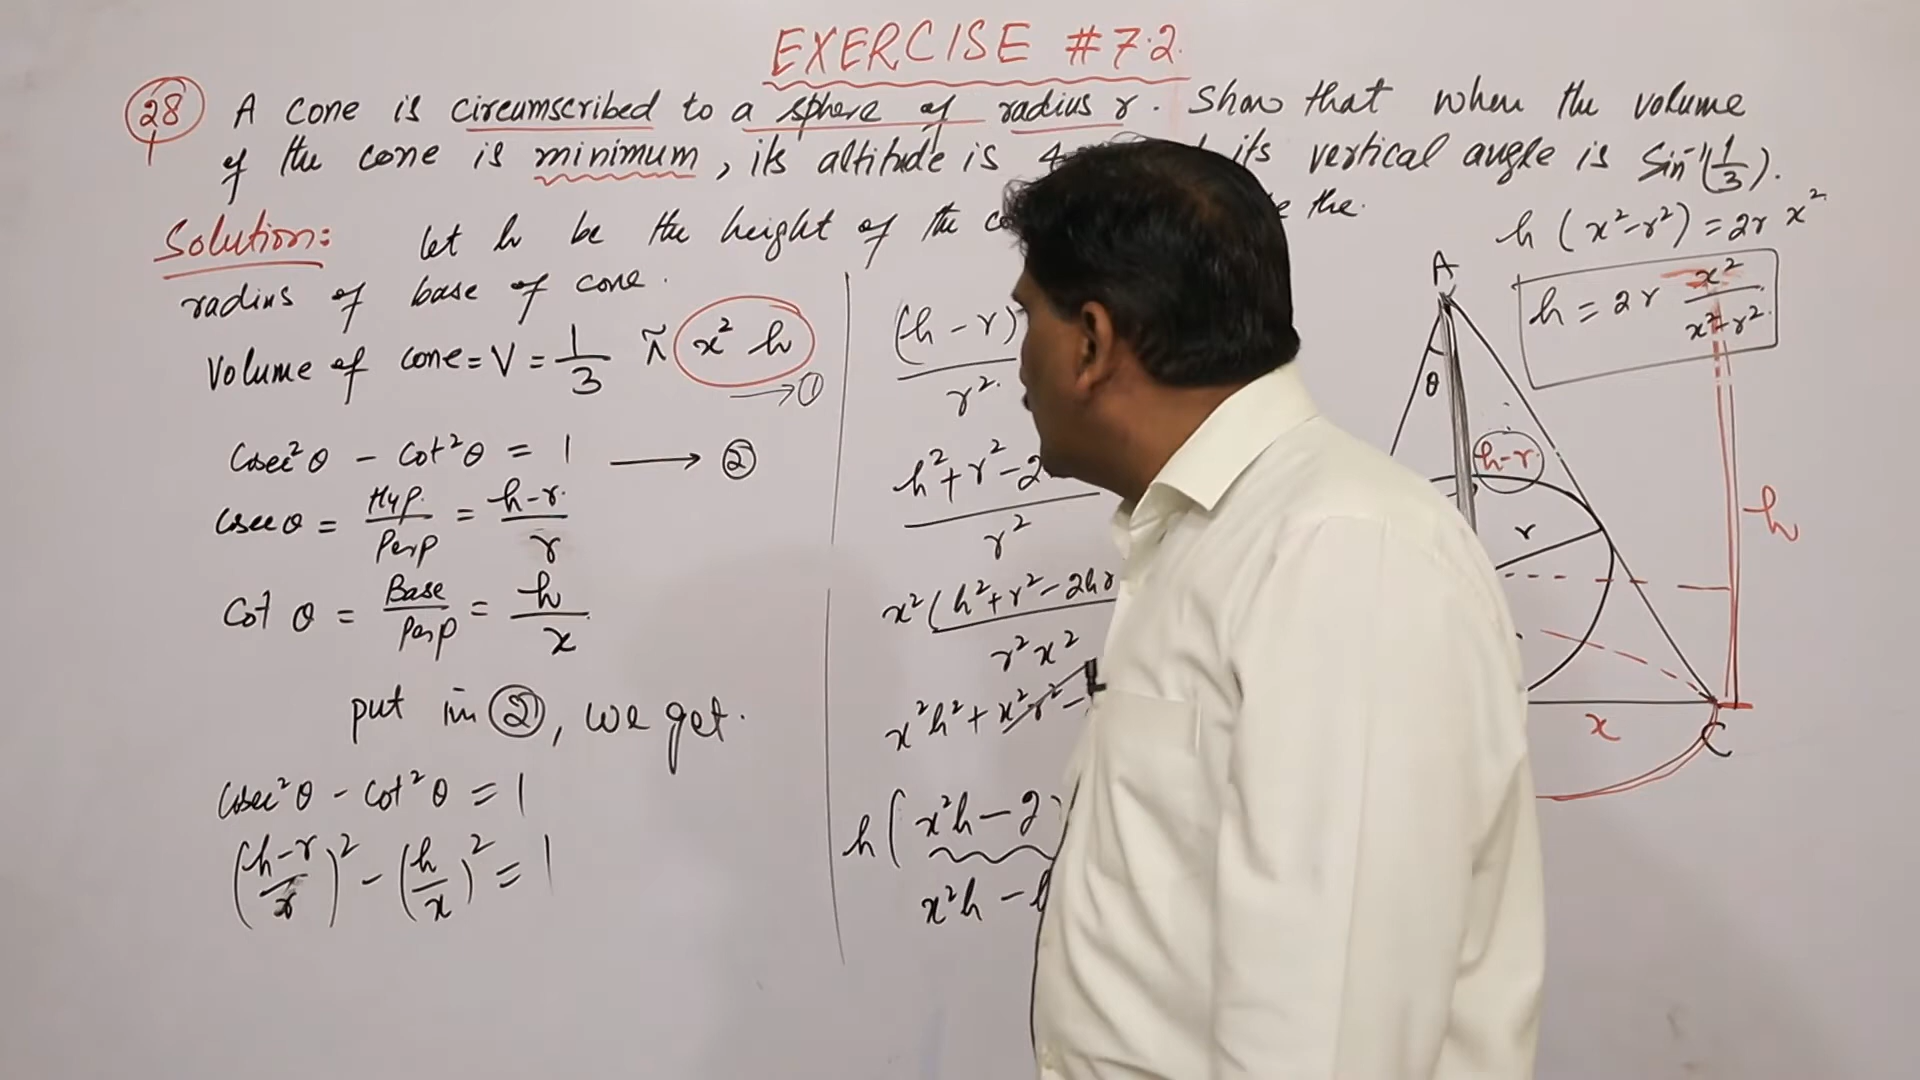 EXERCISE #7.2
28 A cone is circumscribed to a sphere of radius r. Show that when the volume
of the cone is minimum, its altitude is 4 its vertical angle is Sin⁻¹(1/3).
Solution: let h be the height of the the
radius of base of cone.
Volume of cone = V = 1/3 π x² h → ①
Cosec²θ - Cot²θ = 1 → ②
Cosec θ = Hyp./Perp = h-r/r
Cot θ = Base/Perp = h/x
put in ②, we get.
Cosec²θ - Cot²θ = 1
(h-r/r)² - (h/x)² = 1
(h-r)/r²
h²+r²-2/r²
x²(h²+r²-2hr/r²x²
x²h² + x²r² -
h(x²h-2
x²h -
h(x²-r²) = 2r x²
h = 2r x²/x²-r²
A
θ
h-r
r
h
x
C